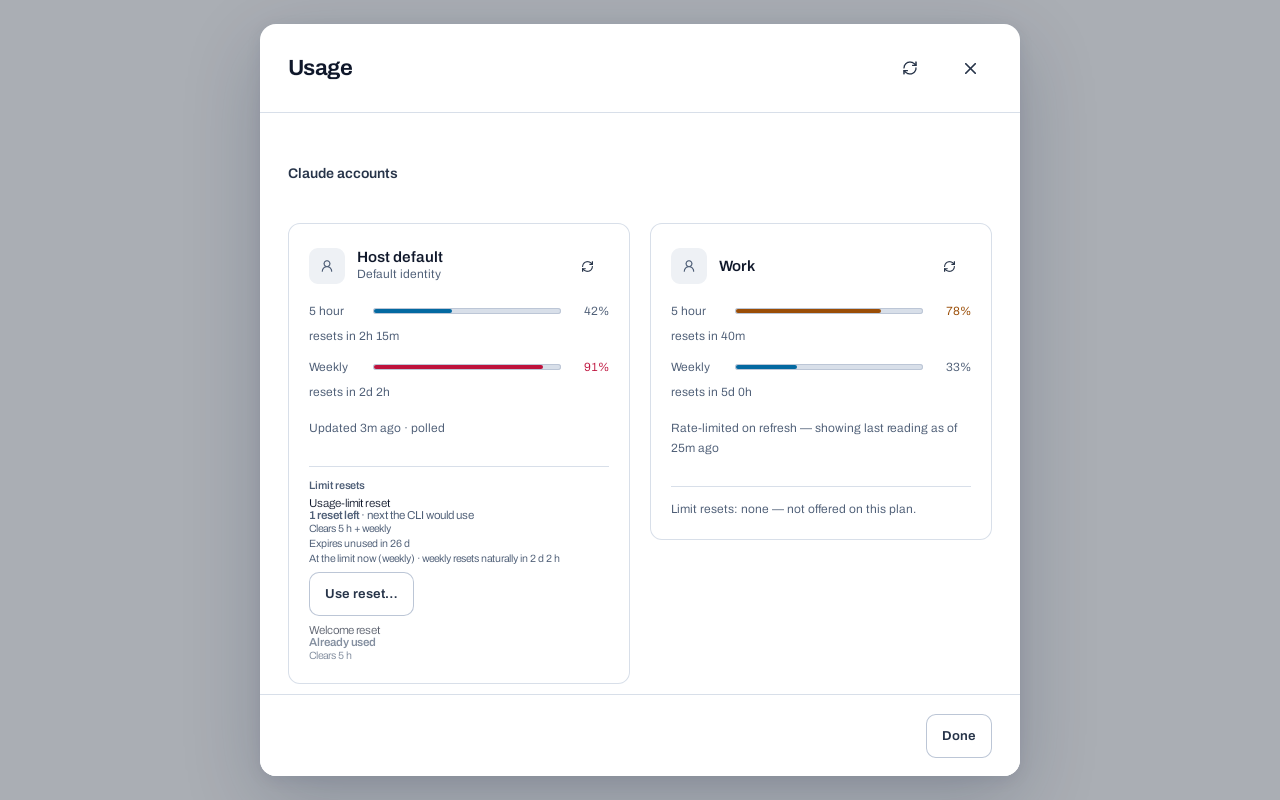 Usage
Claude accounts
Host default
Default identity
5 hour 42%
resets in 2h 15m
Weekly 91%
resets in 2d 2h
Updated 3m ago · polled
Limit resets
Usage-limit reset
1 reset left · next the CLI would use
Clears 5 h + weekly
Expires unused in 26 d
At the limit now (weekly) · weekly resets naturally in 2 d 2 h
Use reset...
Welcome reset
Already used
Clears 5 h
Work
5 hour 78%
resets in 40m
Weekly 33%
resets in 5d 0h
Rate-limited on refresh — showing last reading as of
25m ago
Limit resets: none — not offered on this plan.
Done